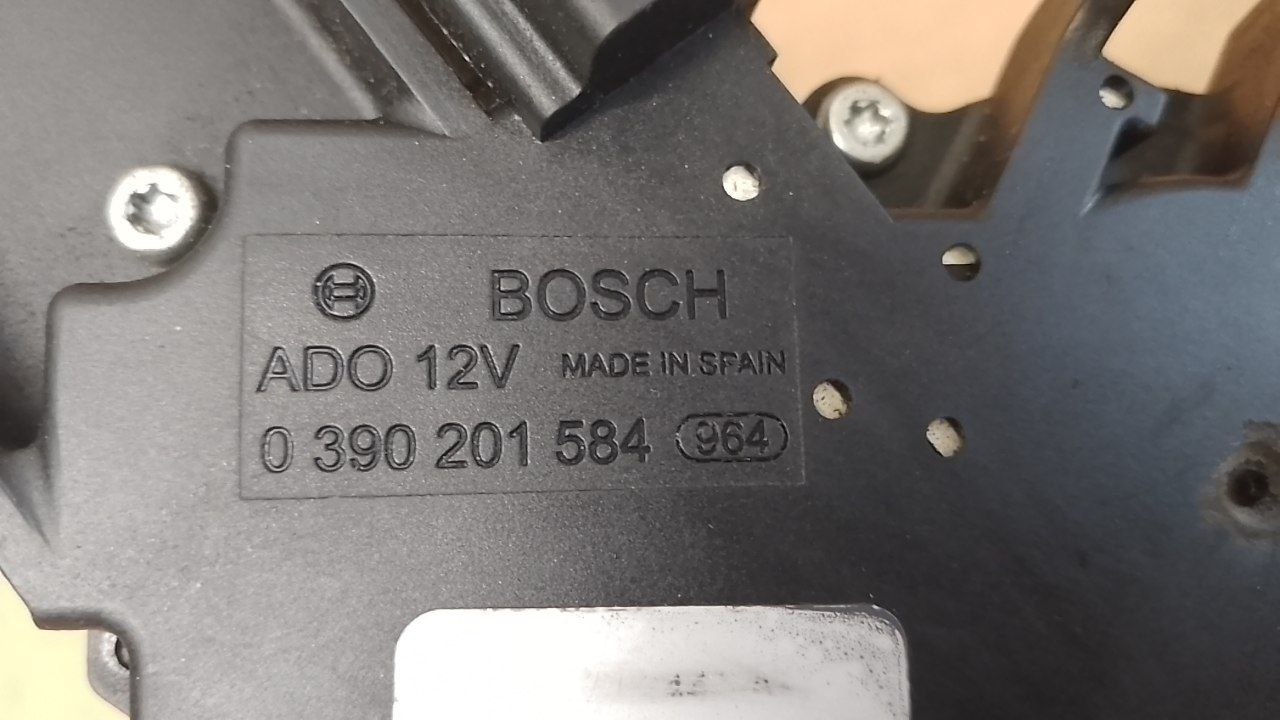 BOSCH
ADO 12V MADE IN SPAIN
0 390 201 584 964